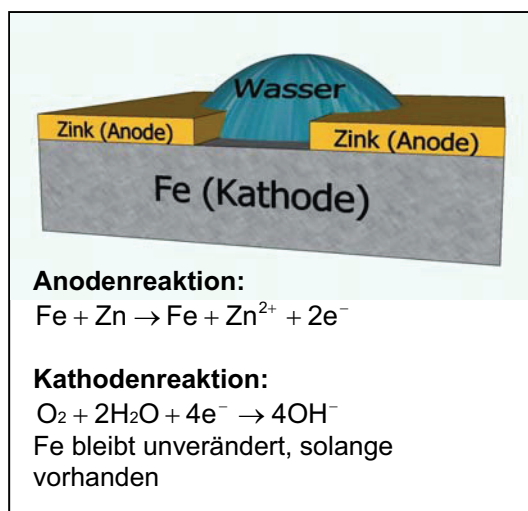 Wasser
Zink (Anode)
Zink (Anode)
Fe (Kathode)
Anodenreaktion:
Fe + Zn → Fe + Zn²⁺ + 2e⁻
Kathodenreaktion:
O₂ + 2H₂O + 4e⁻ → 4OH⁻
Fe bleibt unverändert, solange
vorhanden